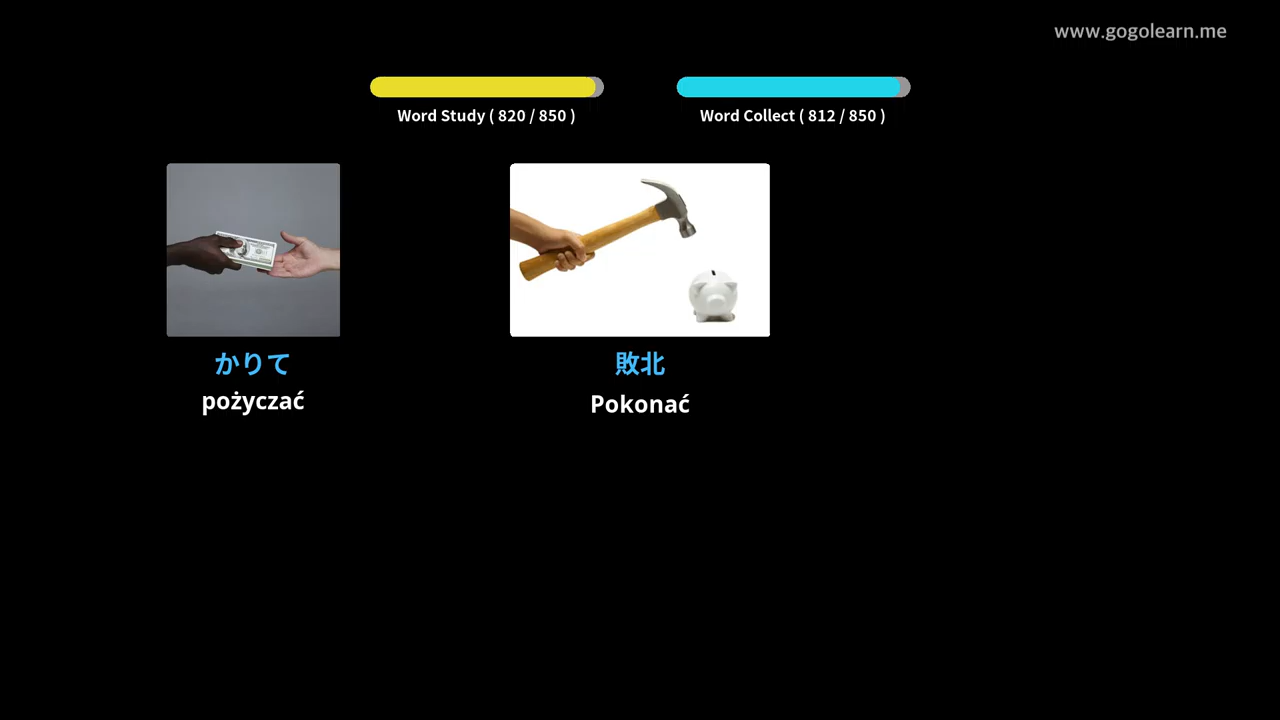 www.gogolearn.me
Word Study ( 820 / 850 )
Word Collect ( 812 / 850 )
かりて
pożyczać
敗北
Pokonać